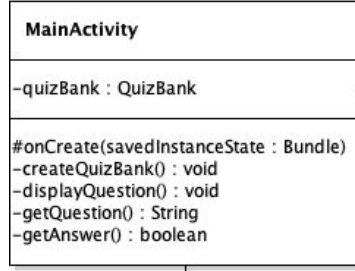 MainActivity
-quizBank : QuizBank
#onCreate(savedInstanceState : Bundle)
-createQuizBank() : void
-displayQuestion() : void
-getQuestion() : String
-getAnswer() : boolean